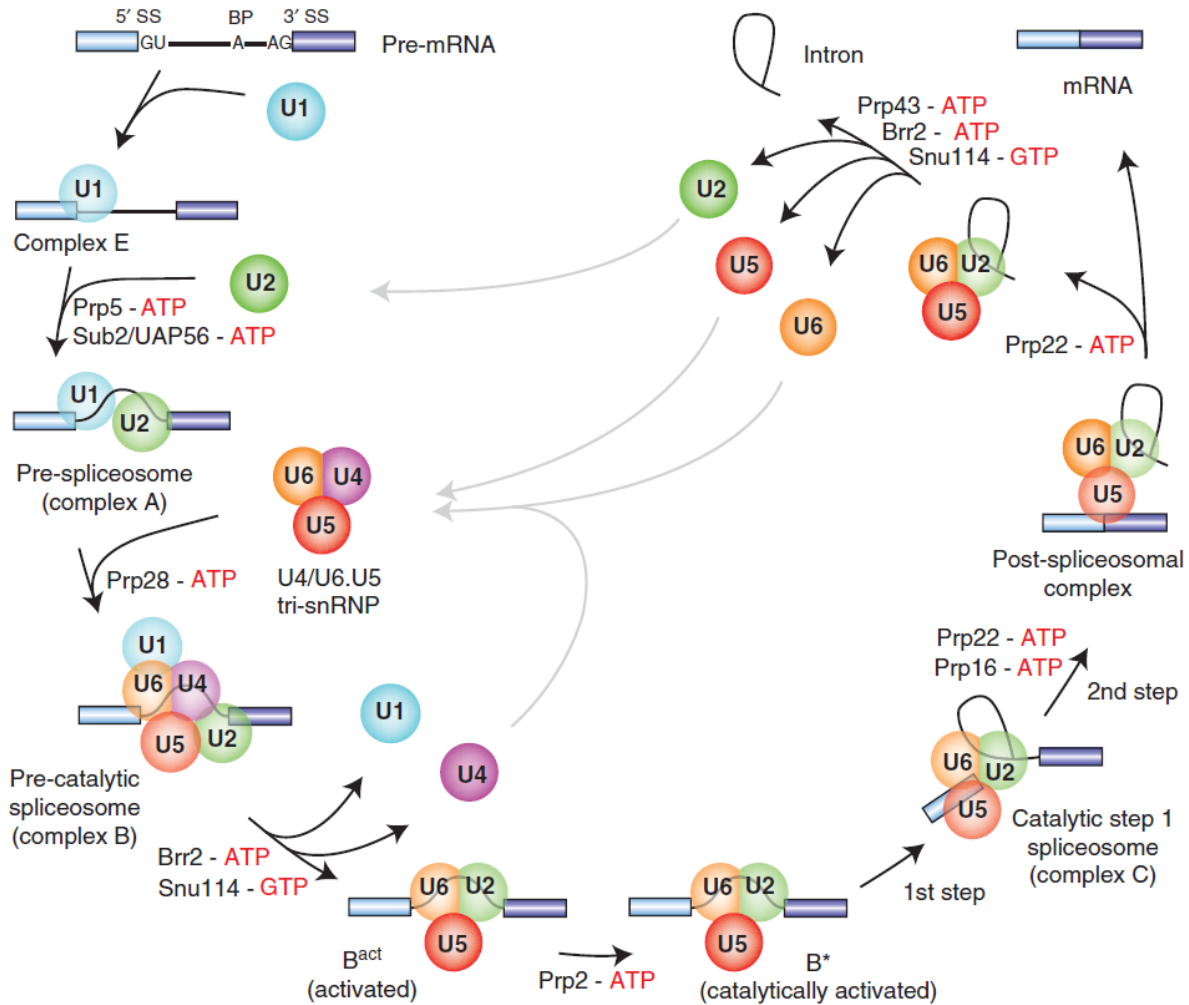 5′ SS
BP
3′ SS
GU
A
AG
Pre-mRNA
U1
U1
Complex E
U2
Prp5 - ATP
Sub2/UAP56 - ATP
U1
U2
Pre-spliceosome
(complex A)
U6
U4
U5
U4/U6.U5
tri-snRNP
Prp28 - ATP
U1
U6
U4
U5
U2
Pre-catalytic
spliceosome
(complex B)
U1
U4
Brr2 - ATP
Snu114 - GTP
U6
U2
U5
Bact
(activated)
Prp2 - ATP
U6
U2
U5
B*
(catalytically activated)
1st step
U6
U2
U5
Catalytic step 1
spliceosome
(complex C)
Prp22 - ATP
Prp16 - ATP
2nd step
U6
U2
U5
Post-spliceosomal
complex
Prp22 - ATP
mRNA
U6
U2
U5
Prp43 - ATP
Brr2 - ATP
Snu114 - GTP
Intron
U2
U5
U6